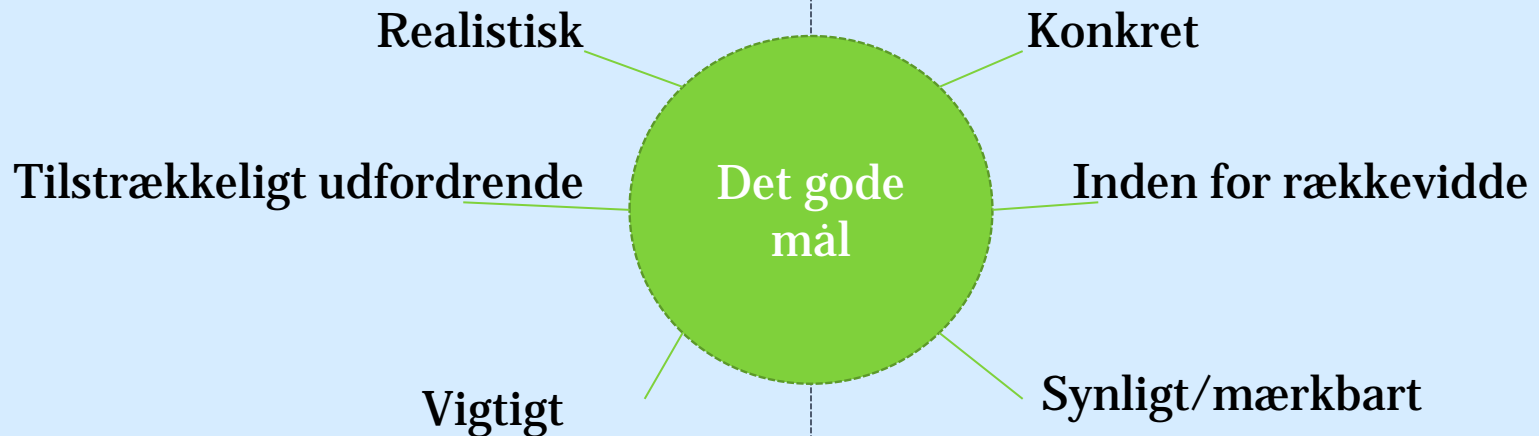 Realistisk
Konkret
Tilstrækkeligt udfordrende
Det gode
mål
Inden for rækkevidde
Vigtigt
Synligt/mærkbart